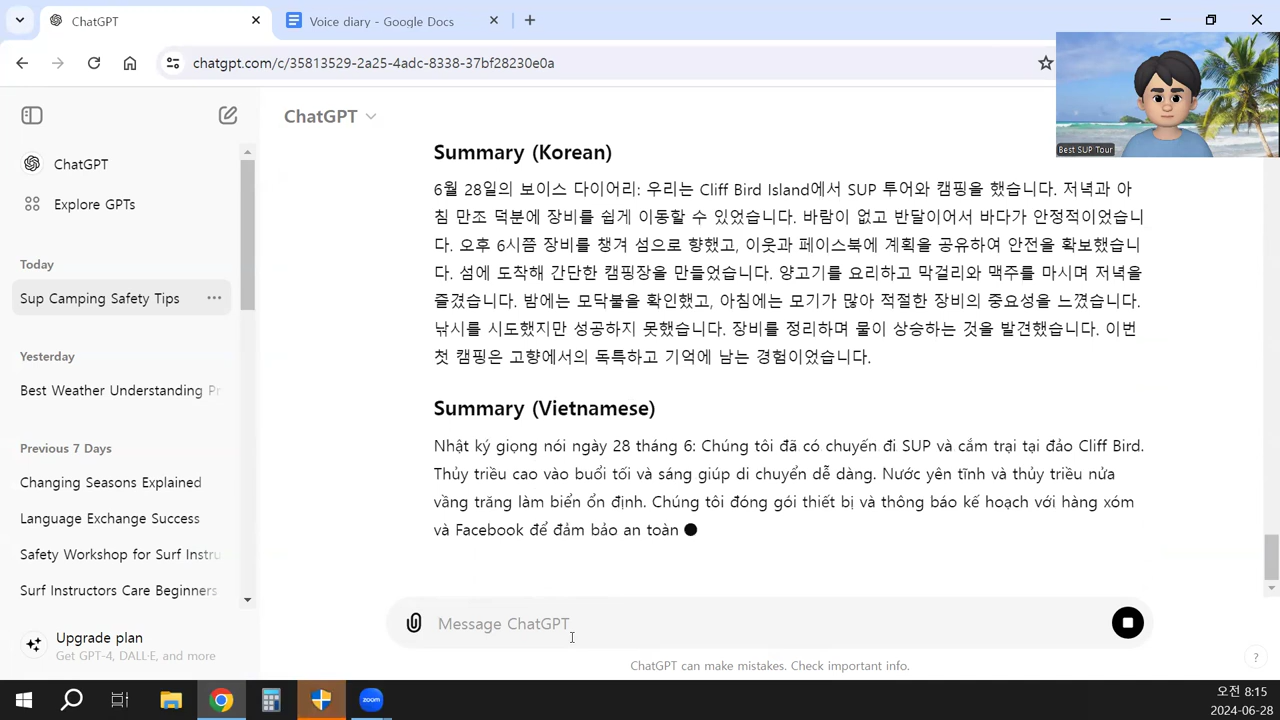 ChatGPT
Voice diary - Google Docs
chatgpt.com/c/35813529-2a25-4adc-8338-37bf28230e0a
Best SUP Tour
ChatGPT
ChatGPT
Explore GPTs
Today
Sup Camping Safety Tips
Yesterday
Best Weather Understanding Pr
Previous 7 Days
Changing Seasons Explained
Language Exchange Success
Safety Workshop for Surf Instru
Surf Instructors Care Beginners
Upgrade plan
Get GPT-4, DALL·E, and more
Summary (Korean)
6월 28일의 보이스 다이어리: 우리는 Cliff Bird Island에서 SUP 투어와 캠핑을 했습니다. 저녁과 아
침 만조 덕분에 장비를 쉽게 이동할 수 있었습니다. 바람이 없고 반달이어서 바다가 안정적이었습니
다. 오후 6시쯤 장비를 챙겨 섬으로 향했고, 이웃과 페이스북에 계획을 공유하여 안전을 확보했습니
다. 섬에 도착해 간단한 캠핑장을 만들었습니다. 양고기를 요리하고 막걸리와 맥주를 마시며 저녁을
즐겼습니다. 밤에는 모닥불을 확인했고, 아침에는 모기가 많아 적절한 장비의 중요성을 느꼈습니다.
낚시를 시도했지만 성공하지 못했습니다. 장비를 정리하며 물이 상승하는 것을 발견했습니다. 이번
첫 캠핑은 고향에서의 독특하고 기억에 남는 경험이었습니다.
Summary (Vietnamese)
Nhật ký giọng nói ngày 28 tháng 6: Chúng tôi đã có chuyến đi SUP và cắm trại tại đảo Cliff Bird.
Thủy triều cao vào buổi tối và sáng giúp di chuyển dễ dàng. Nước yên tĩnh và thủy triều nửa
vầng trăng làm biển ổn định. Chúng tôi đóng gói thiết bị và thông báo kế hoạch với hàng xóm
và Facebook để đảm bảo an toàn
Message ChatGPT
ChatGPT can make mistakes. Check important info.
?
zoom
오전 8:15
2024-06-28